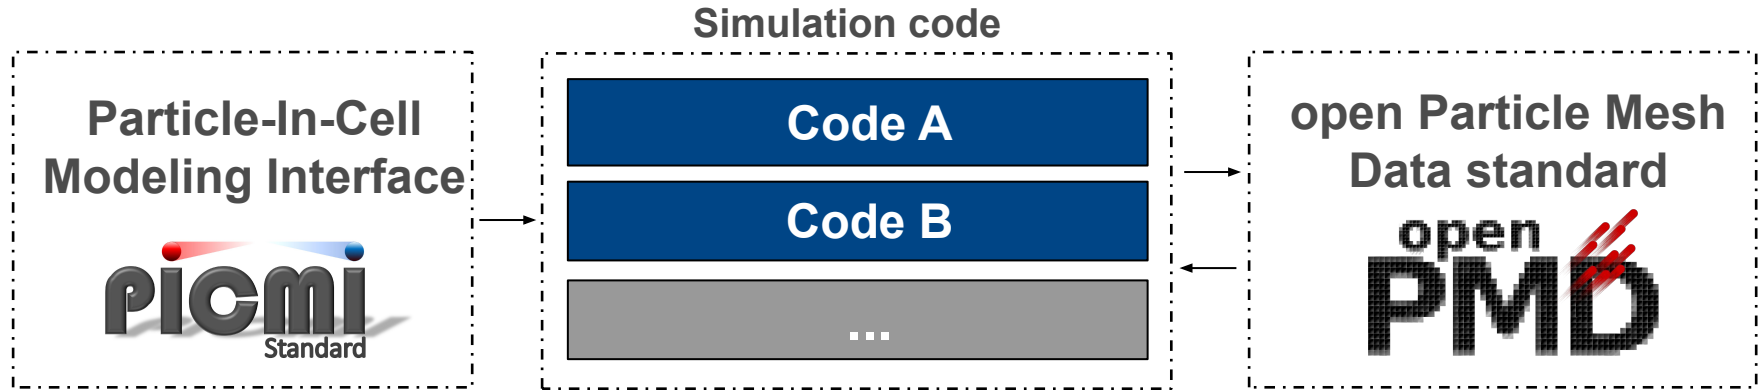 Simulation code
Particle-In-Cell
Modeling Interface
PICMI
Standard
Code A
Code B
...
open Particle Mesh
Data standard
open
PMD